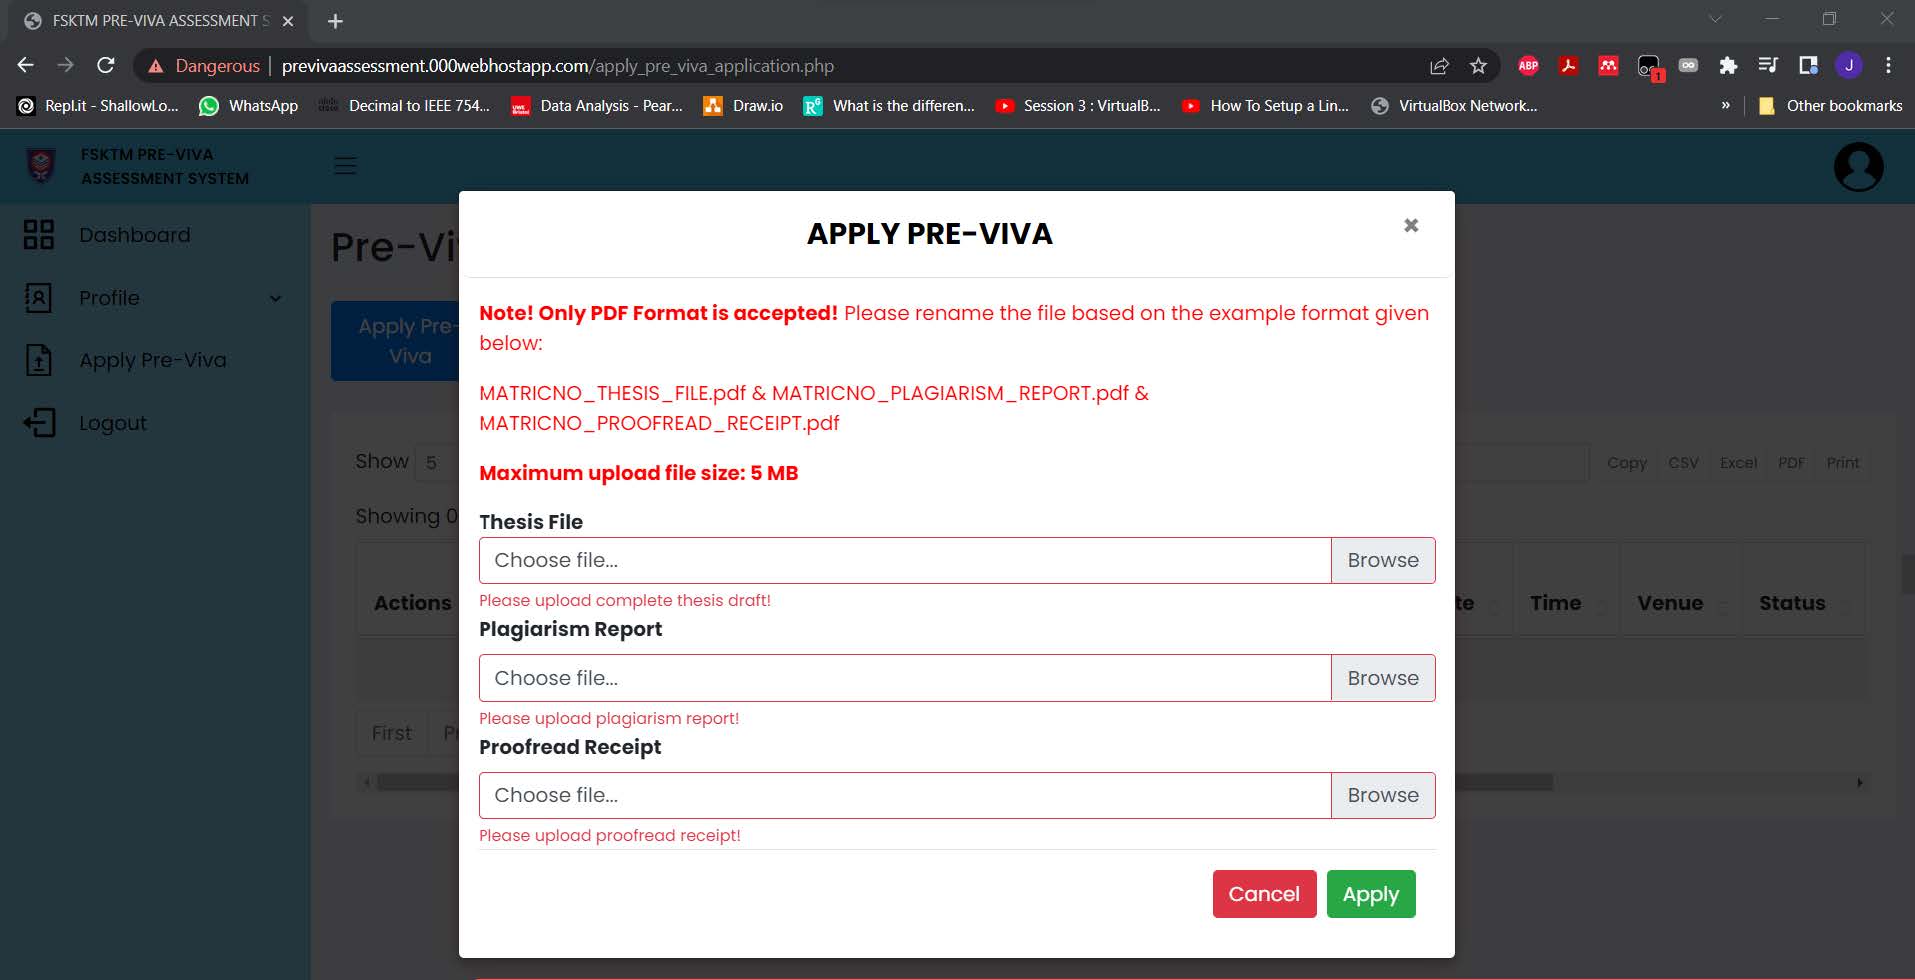 FSKTM PRE-VIVA ASSESSMENT S
Dangerous previvaassessment.000webhostapp.com/apply_pre_viva_application.php
ABP
1
J
Repl.it - ShallowLo...
WhatsApp
Decimal to IEEE 754...
Data Analysis - Pear...
Draw.io
What is the differen...
Session 3 : VirtualB...
How To Setup a Lin...
VirtualBox Network...
»
Other bookmarks
FSKTM PRE-VIVA
ASSESSMENT SYSTEM
Dashboard
Profile
Apply Pre-Viva
Logout
Pre-Vi
Apply Pre-
Viva
Show 5
Copy CSV Excel PDF Print
Showing 0
Actions
te Time Venue Status
First
APPLY PRE-VIVA
Note! Only PDF Format is accepted! Please rename the file based on the example format given
below:
MATRICNO_THESIS_FILE.pdf & MATRICNO_PLAGIARISM_REPORT.pdf &
MATRICNO_PROOFREAD_RECEIPT.pdf
Maximum upload file size: 5 MB
Thesis File
Choose file... Browse
Please upload complete thesis draft!
Plagiarism Report
Choose file... Browse
Please upload plagiarism report!
Proofread Receipt
Choose file... Browse
Please upload proofread receipt!
Cancel Apply